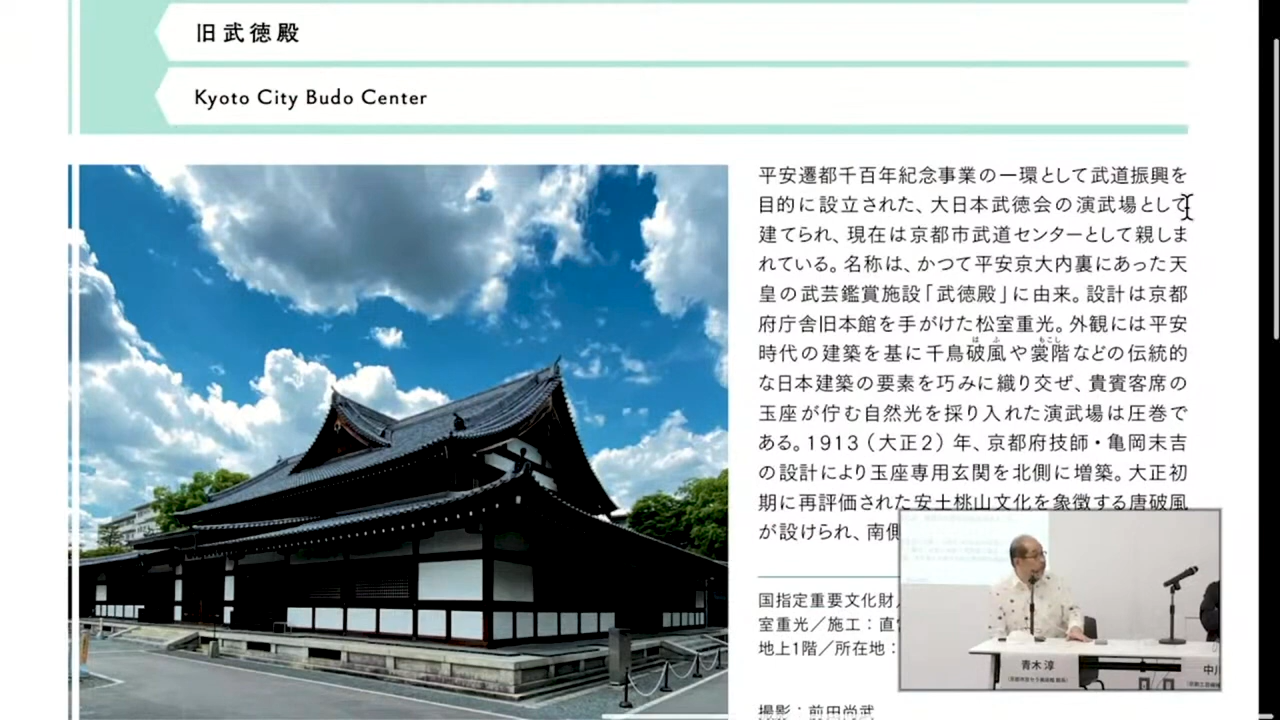 旧武徳殿
Kyoto City Budo Center
平安遷都千百年紀念事業の一環として武道振興を
目的に設立された、大日本武徳会の演武場として
建てられ、現在は京都市武道センターとして親しま
れている。名称は、かつて平安京大内裏にあった天
皇の武芸鑑賞施設「武徳殿」に由来。設計は京都
府庁舎旧本館を手がけた松室重光。外観には平安
時代の建築を基に千鳥破風や裳階などの伝統的
な日本建築の要素を巧みに織り交ぜ、貴賓客席の
玉座が佇む自然光を採り入れた演武場は圧巻で
ある。1913(大正2)年、京都府技師・亀岡末吉
の設計により玉座専用玄関を北側に増築。大正初
期に再評価された安土桃山文化を象徴する唐破風
が設けられ、南側
国指定重要文化財
室重光/施工:直営
地上1階/所在地:
撮影:前田尚武
青木 淳
中川